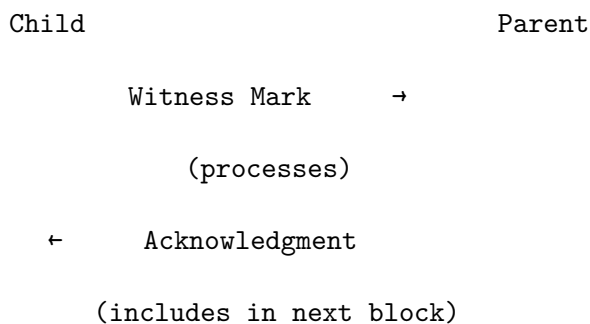 Child Parent
Witness Mark →
(processes)
← Acknowledgment
(includes in next block)